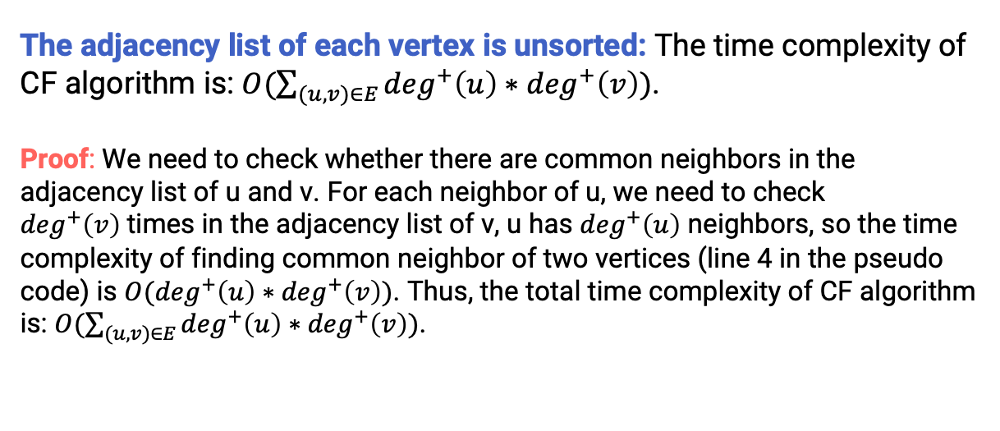 The adjacency list of each vertex is unsorted: The time complexity of
CF algorithm is: O(∑(u,v)∈E deg⁺(u) ∗ deg⁺(v)).
Proof: We need to check whether there are common neighbors in the
adjacency list of u and v. For each neighbor of u, we need to check
deg⁺(v) times in the adjacency list of v, u has deg⁺(u) neighbors, so the time
complexity of finding common neighbor of two vertices (line 4 in the pseudo
code) is O(deg⁺(u) ∗ deg⁺(v)). Thus, the total time complexity of CF algorithm
is: O(∑(u,v)∈E deg⁺(u) ∗ deg⁺(v)).